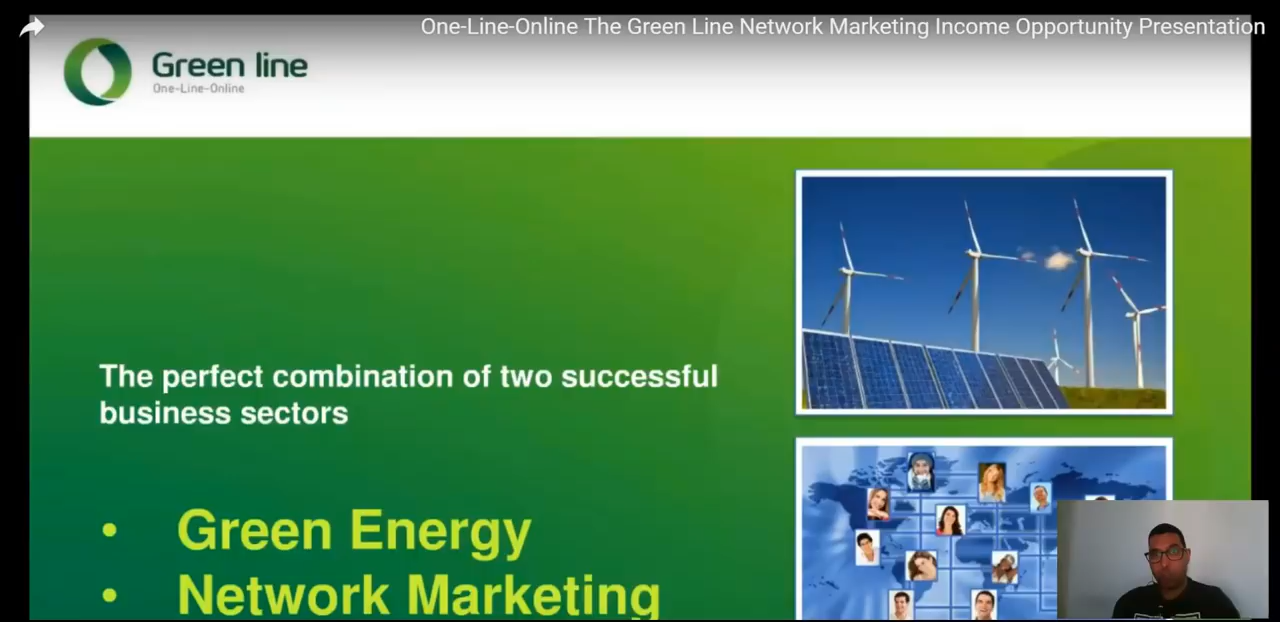 One-Line-Online The Green Line Network Marketing Income Opportunity Presentation
Green line
One-Line-Online
The perfect combination of two successful
business sectors
• Green Energy
• Network Marketing